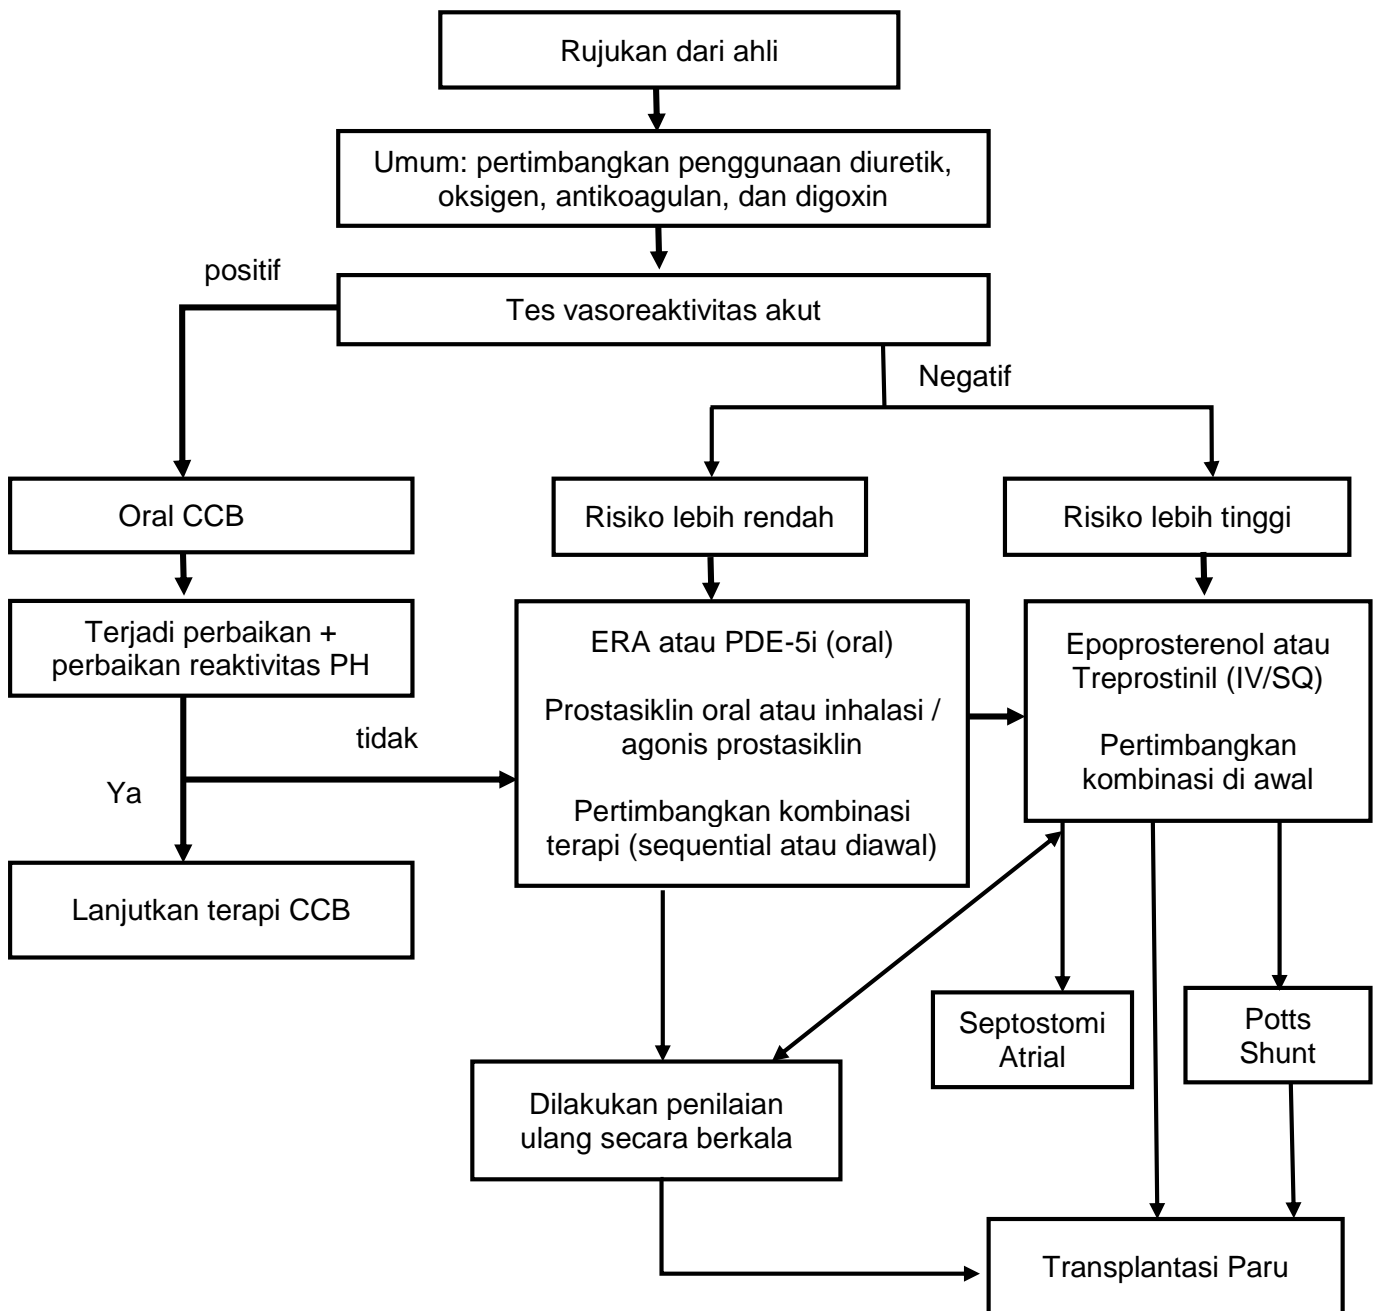 Rujukan dari ahli
Umum: pertimbangkan penggunaan diuretik,
oksigen, antikoagulan, dan digoxin
positif
Tes vasoreaktivitas akut
Negatif
Oral CCB
Risiko lebih rendah
Risiko lebih tinggi
Terjadi perbaikan +
perbaikan reaktivitas PH
ERA atau PDE-5i (oral)
Prostasiklin oral atau inhalasi /
agonis prostasiklin
Pertimbangkan kombinasi
terapi (sequential atau diawal)
Epoprosterenol atau
Treprostinil (IV/SQ)
Pertimbangkan
kombinasi di awal
tidak
Ya
Lanjutkan terapi CCB
Septostomi
Atrial
Potts
Shunt
Dilakukan penilaian
ulang secara berkala
Transplantasi Paru